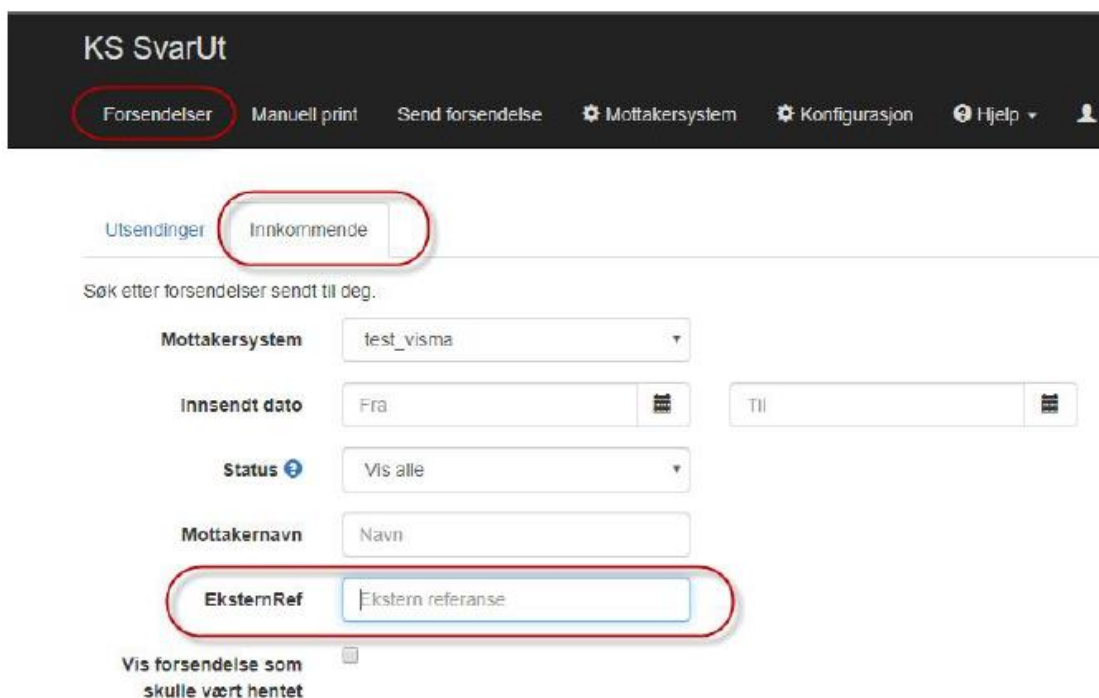 KS SvarUt
Forsendelser Manuell print Send forsendelse Mottakersystem Konfigurasjon Hjelp
Utsendinger Innkommende
Søk etter forsendelser sendt til deg.
Mottakersystem test_visma
Innsendt dato Fra Til
Status Vis alle
Mottakernavn Navn
EksternRef Ekstern referanse
Vis forsendelse som
skulle vært hentet